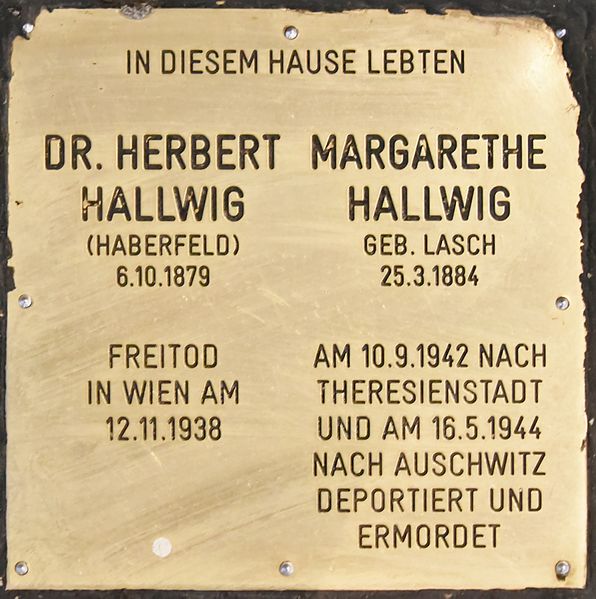 IN DIESEM HAUSE LEBTEN
DR. HERBERT
HALLWIG
(HABERFELD)
6.10.1879
FREITOD
IN WIEN AM
12.11.1938
MARGARETHE
HALLWIG
GEB. LASCH
25.3.1884
AM 10.9.1942 NACH
THERESIENSTADT
UND AM 16.5.1944
NACH AUSCHWITZ
DEPORTIERT UND
ERMORDET